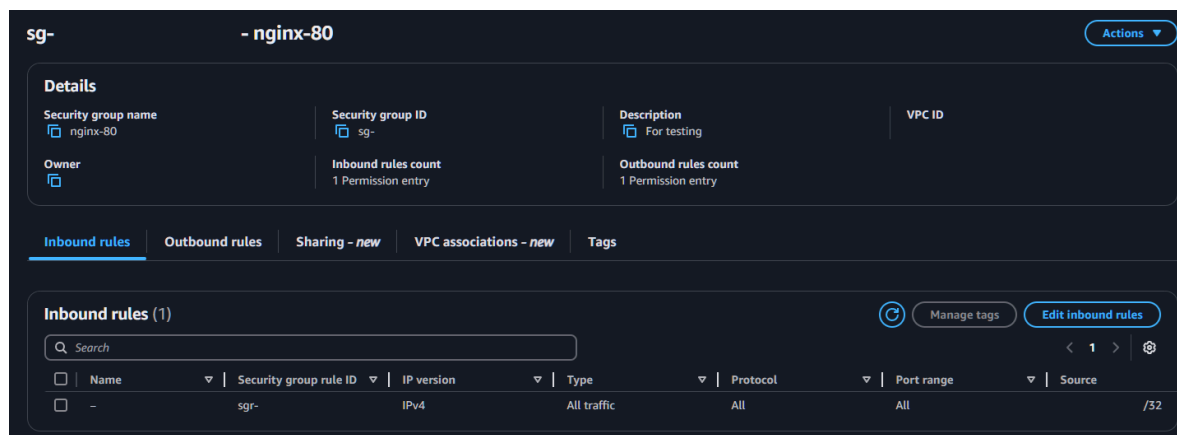 sg- - nginx-80
Actions
Details
Security group name
nginx-80
Security group ID
sg-
Description
For testing
VPC ID
Owner
Inbound rules count
1 Permission entry
Outbound rules count
1 Permission entry
Inbound rules Outbound rules Sharing - new VPC associations - new Tags
Inbound rules (1)
Manage tags
Edit inbound rules
Search
< 1 >
Name Security group rule ID IP version Type Protocol Port range Source
– sgr- IPv4 All traffic All All /32